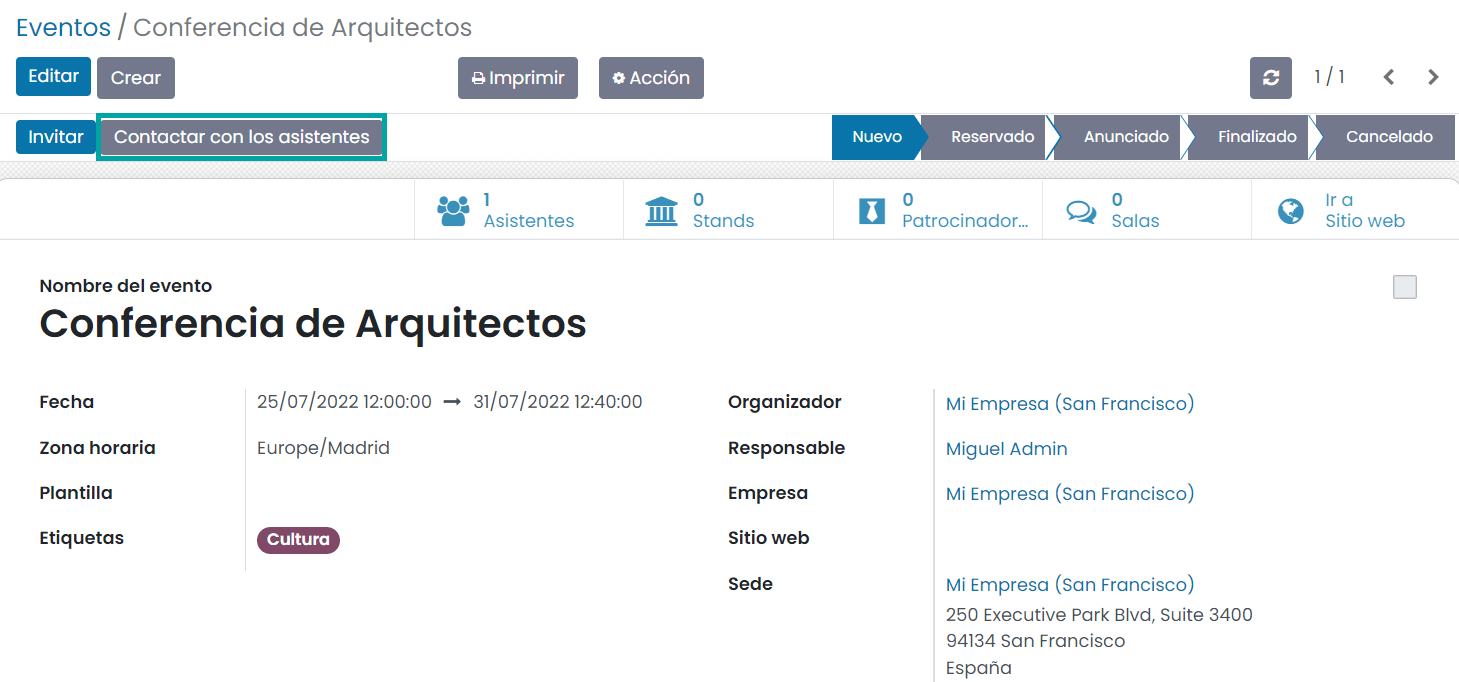 Eventos / Conferencia de Arquitectos
Editar Crear Imprimir Acción 1 / 1
Invitar Contactar con los asistentes Nuevo Reservado Anunciado Finalizado Cancelado
1 Asistentes
0 Stands
0 Patrocinador...
0 Salas
Ir a Sitio web
Nombre del evento
Conferencia de Arquitectos
Fecha 25/07/2022 12:00:00 → 31/07/2022 12:40:00
Zona horaria Europe/Madrid
Plantilla
Etiquetas Cultura
Organizador Mi Empresa (San Francisco)
Responsable Miguel Admin
Empresa Mi Empresa (San Francisco)
Sitio web
Sede Mi Empresa (San Francisco)
250 Executive Park Blvd, Suite 3400
94134 San Francisco
España